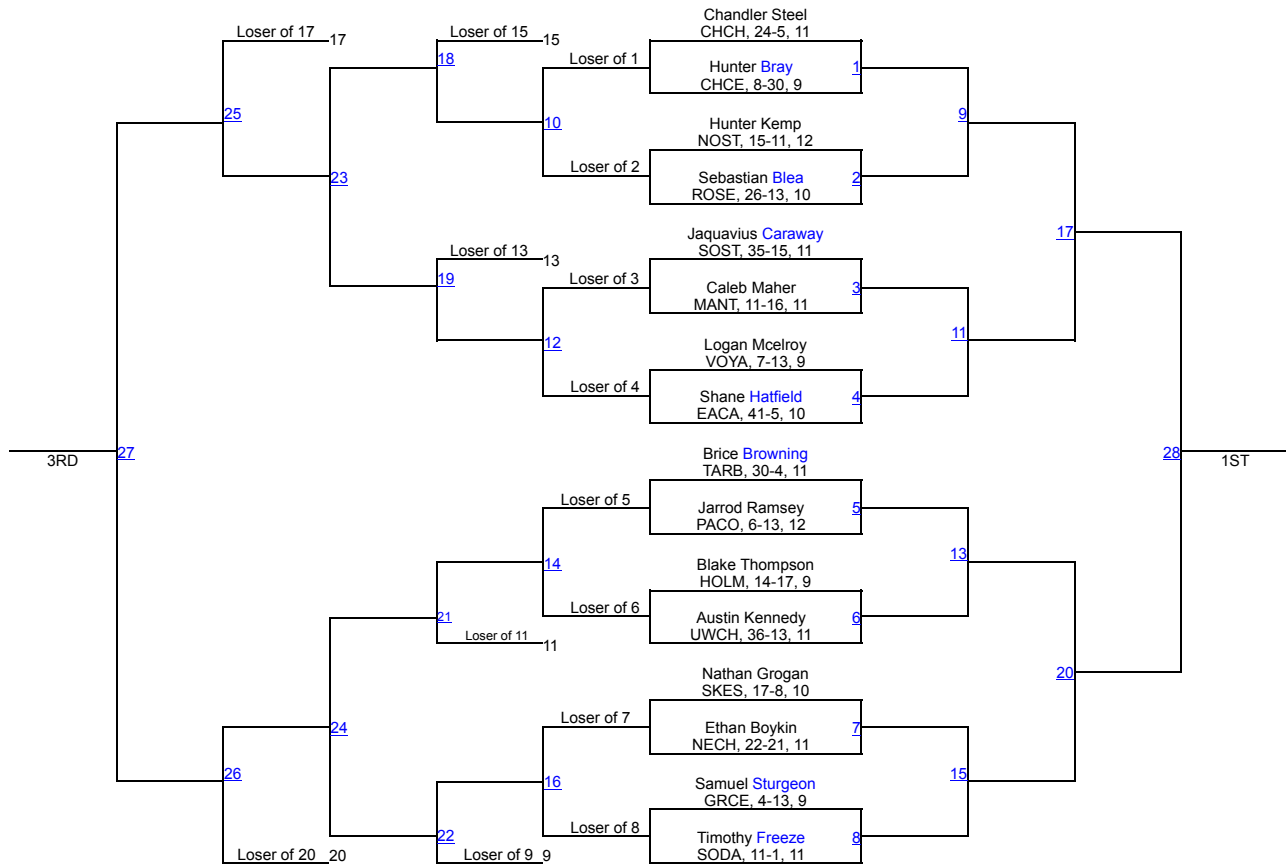 Chandler Steel
Loser of 17 17
Loser of 15 15
CHCH, 24-5, 11
18
Loser of 1
Hunter Bray
1
CHCE, 8-30, 9
25
10
Hunter Kemp
9
NOST, 15-11, 12
Loser of 2
23
Sebastian Blea
2
ROSE, 26-13, 10
Jaquavius Caraway
17
Loser of 13 13
SOST, 35-15, 11
19
Loser of 3
Caleb Maher
3
MANT, 11-16, 11
12
Logan Mcelroy
11
VOYA, 7-13, 9
Loser of 4
Shane Hatfield
4
EACA, 41-5, 10
3RD
27
Brice Browning
28
1ST
TARB, 30-4, 11
Loser of 5
Jarrod Ramsey
5
PACO, 6-13, 12
14
Blake Thompson
13
HOLM, 14-17, 9
21
Loser of 6
Austin Kennedy
6
UWCH, 36-13, 11
Loser of 11 11
Nathan Grogan
20
SKES, 17-8, 10
24
Loser of 7
Ethan Boykin
7
NECH, 22-21, 11
26
16
Samuel Sturgeon
15
GRCE, 4-13, 9
22
Loser of 8
Timothy Freeze
8
SODA, 11-1, 11
Loser of 20 20
Loser of 9 9